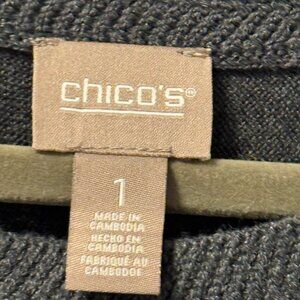 chico's®
1
MADE IN
CAMBODIA
HECHO EN
CAMBODIA
FABRIQUÉ AU
CAMBODGE